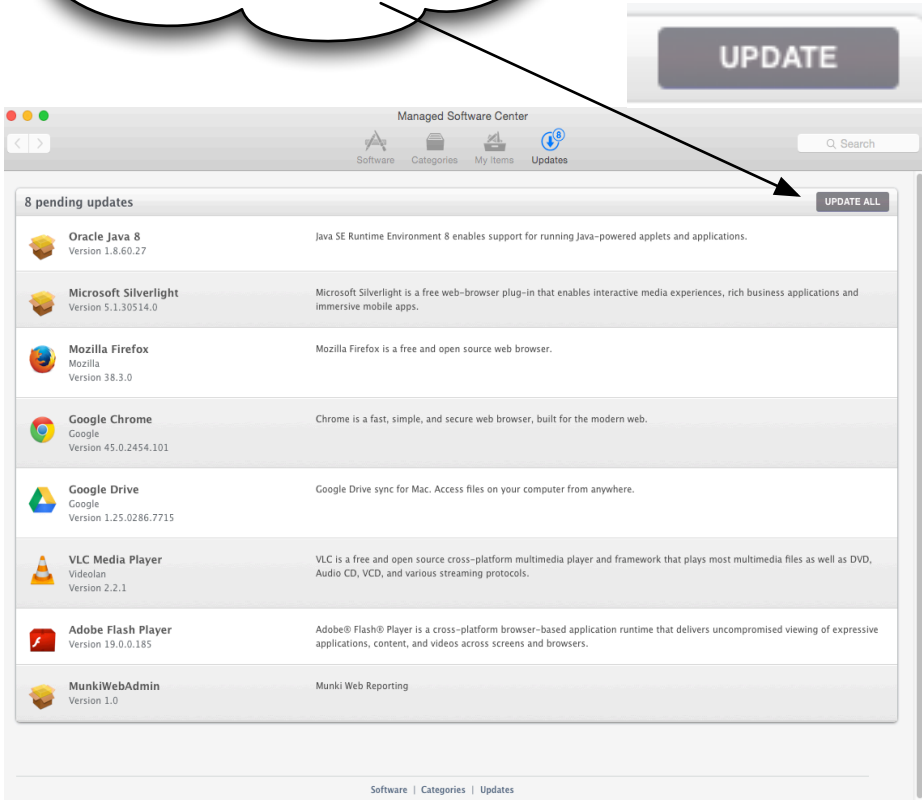 UPDATE
Managed Software Center
8
Software Categories My Items Updates
Search
8 pending updates
UPDATE ALL
Oracle Java 8
Version 1.8.60.27
Java SE Runtime Environment 8 enables support for running Java-powered applets and applications.
Microsoft Silverlight
Version 5.1.30514.0
Microsoft Silverlight is a free web-browser plug-in that enables interactive media experiences, rich business applications and
immersive mobile apps.
Mozilla Firefox
Mozilla
Version 38.3.0
Mozilla Firefox is a free and open source web browser.
Google Chrome
Google
Version 45.0.2454.101
Chrome is a fast, simple, and secure web browser, built for the modern web.
Google Drive
Google
Version 1.25.0286.7715
Google Drive sync for Mac. Access files on your computer from anywhere.
VLC Media Player
Videolan
Version 2.2.1
VLC is a free and open source cross-platform multimedia player and framework that plays most multimedia files as well as DVD,
Audio CD, VCD, and various streaming protocols.
Adobe Flash Player
Version 19.0.0.185
Adobe® Flash® Player is a cross-platform browser-based application runtime that delivers uncompromised viewing of expressive
applications, content, and videos across screens and browsers.
MunkiWebAdmin
Version 1.0
Munki Web Reporting
Software | Categories | Updates